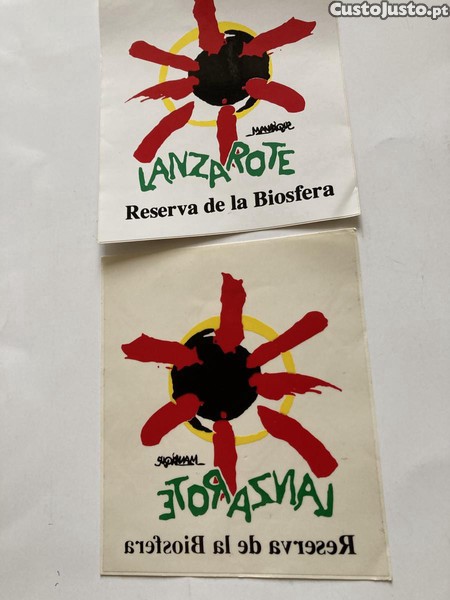 CustoJusto.pt
MANRIQUE
LANZAROTE
Reserva de la Biosfera
MANRIQUE
LANZAROTE
Reserva de la Biosfera